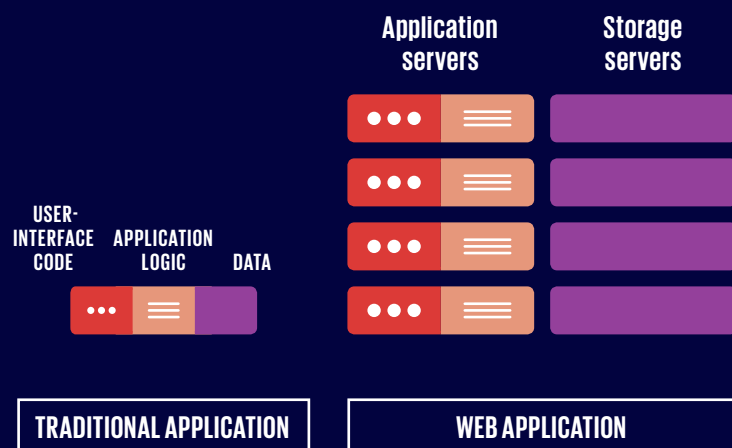 Application
servers
Storage
servers
USER-
INTERFACE
CODE
APPLICATION
LOGIC
DATA
TRADITIONAL APPLICATION
WEB APPLICATION